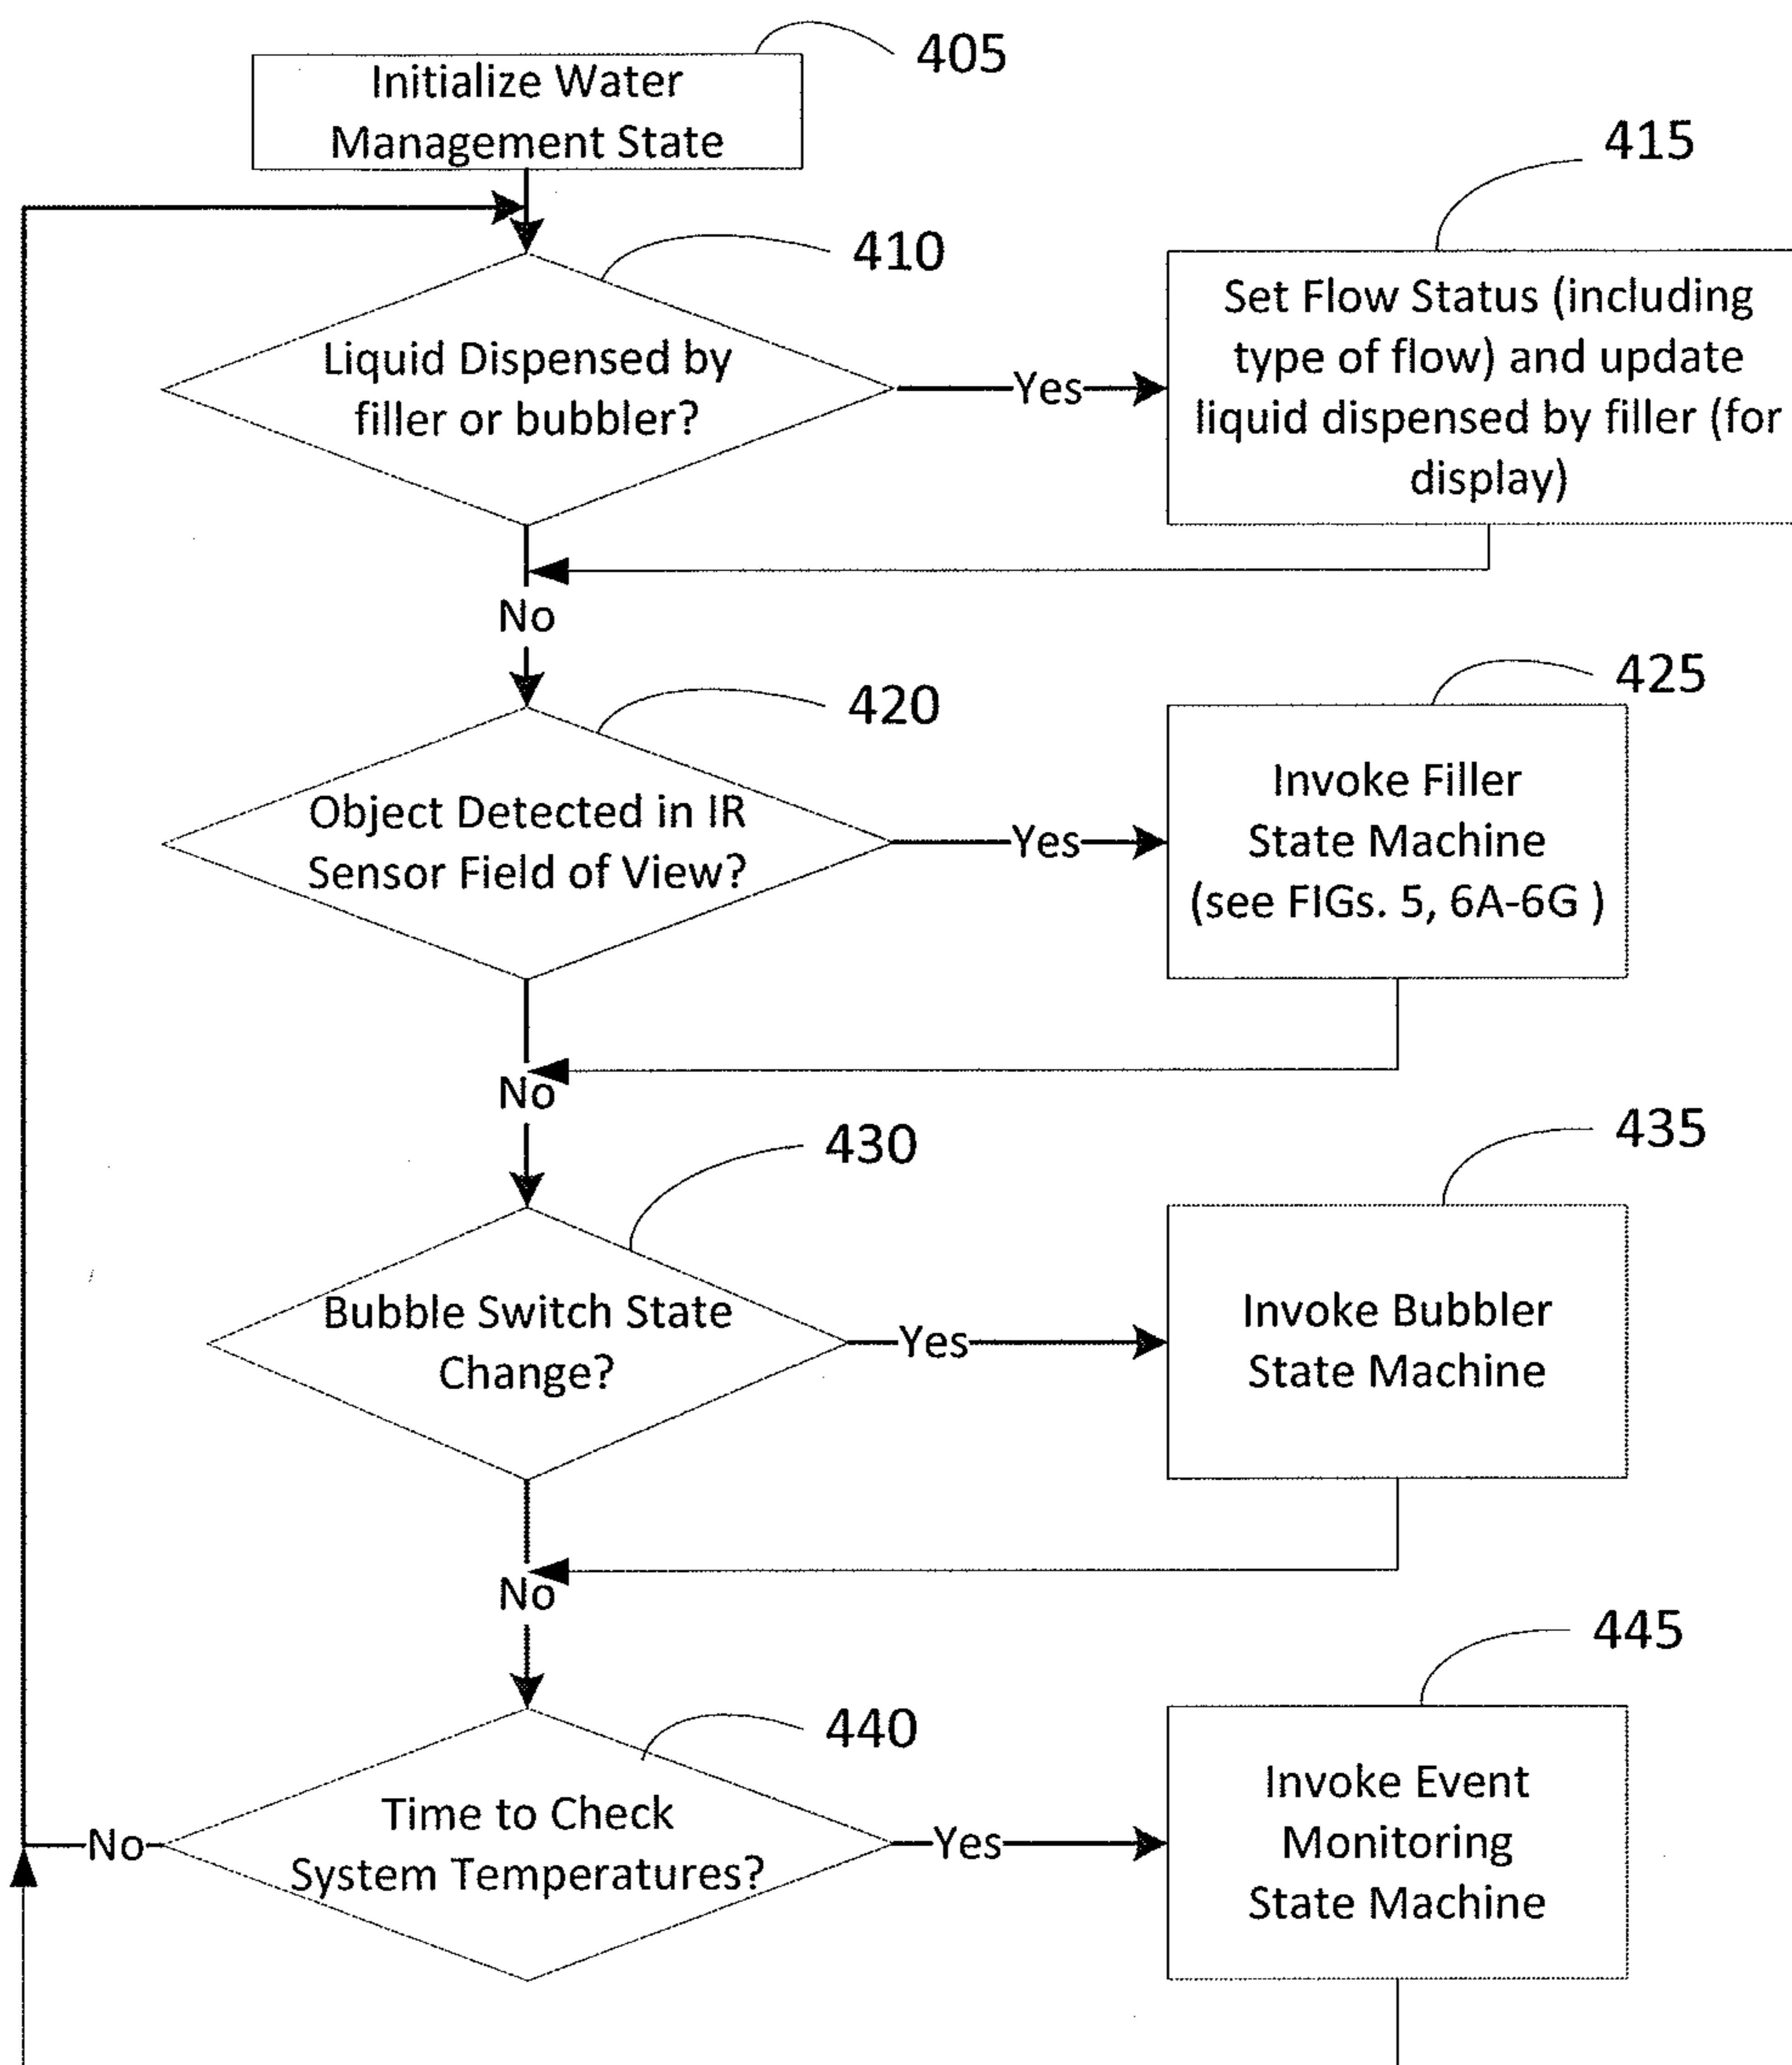 405
Initialize Water
Management State
410
Liquid Dispensed by
filler or bubbler?
Yes
415
Set Flow Status (including
type of flow) and update
liquid dispensed by filler (for
display)
No
420
Object Detected in IR
Sensor Field of View?
Yes
425
Invoke Filler
State Machine
(see FIGs. 5, 6A-6G )
No
430
Bubble Switch State
Change?
Yes
435
Invoke Bubbler
State Machine
No
440
Time to Check
System Temperatures?
Yes
445
Invoke Event
Monitoring
State Machine
No